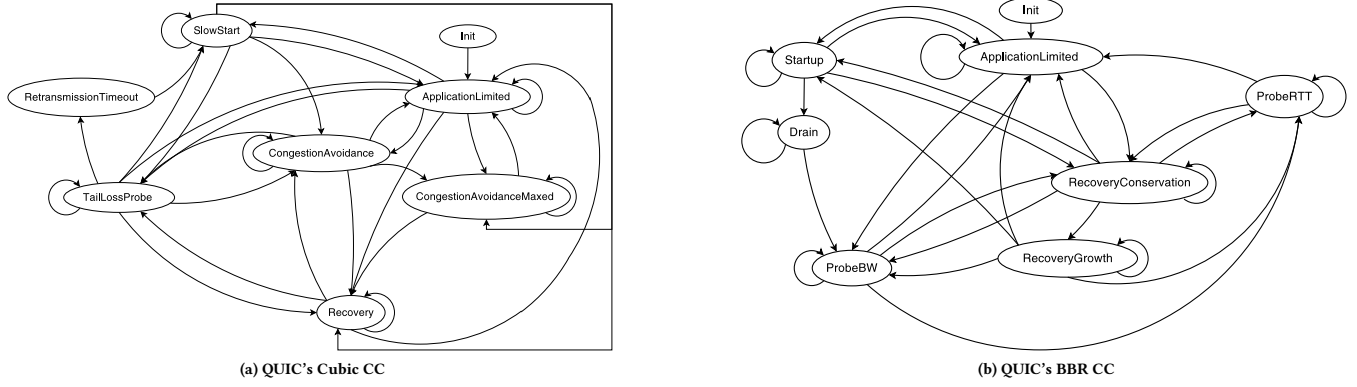 SlowStart
Init
RetransmissionTimeout
ApplicationLimited
CongestionAvoidance
TailLossProbe
CongestionAvoidanceMaxed
Recovery
(a) QUIC's Cubic CC
Init
Startup
ApplicationLimited
ProbeRTT
Drain
RecoveryConservation
ProbeBW
RecoveryGrowth
(b) QUIC's BBR CC